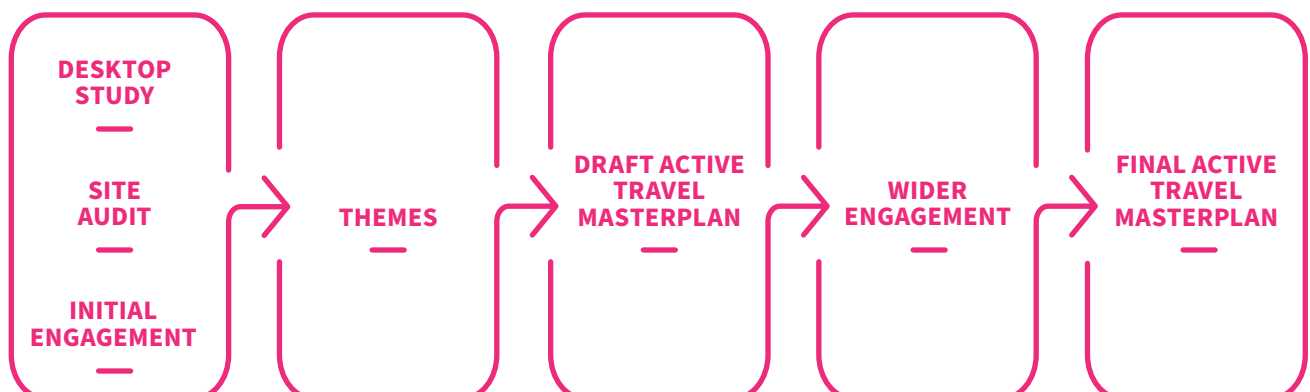 DESKTOP
STUDY
SITE
AUDIT
INITIAL
ENGAGEMENT
THEMES
DRAFT ACTIVE
TRAVEL
MASTERPLAN
WIDER
ENGAGEMENT
FINAL ACTIVE
TRAVEL
MASTERPLAN